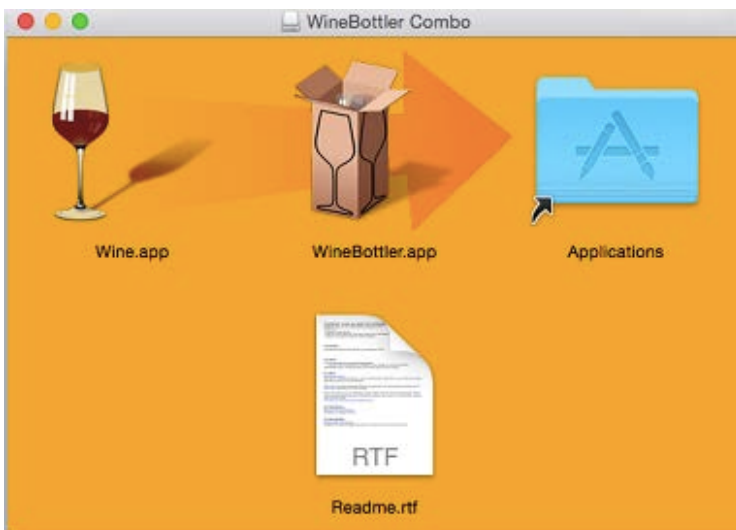 WineBottler Combo
Wine.app
WineBottler.app
Applications
RTF
Readme.rtf